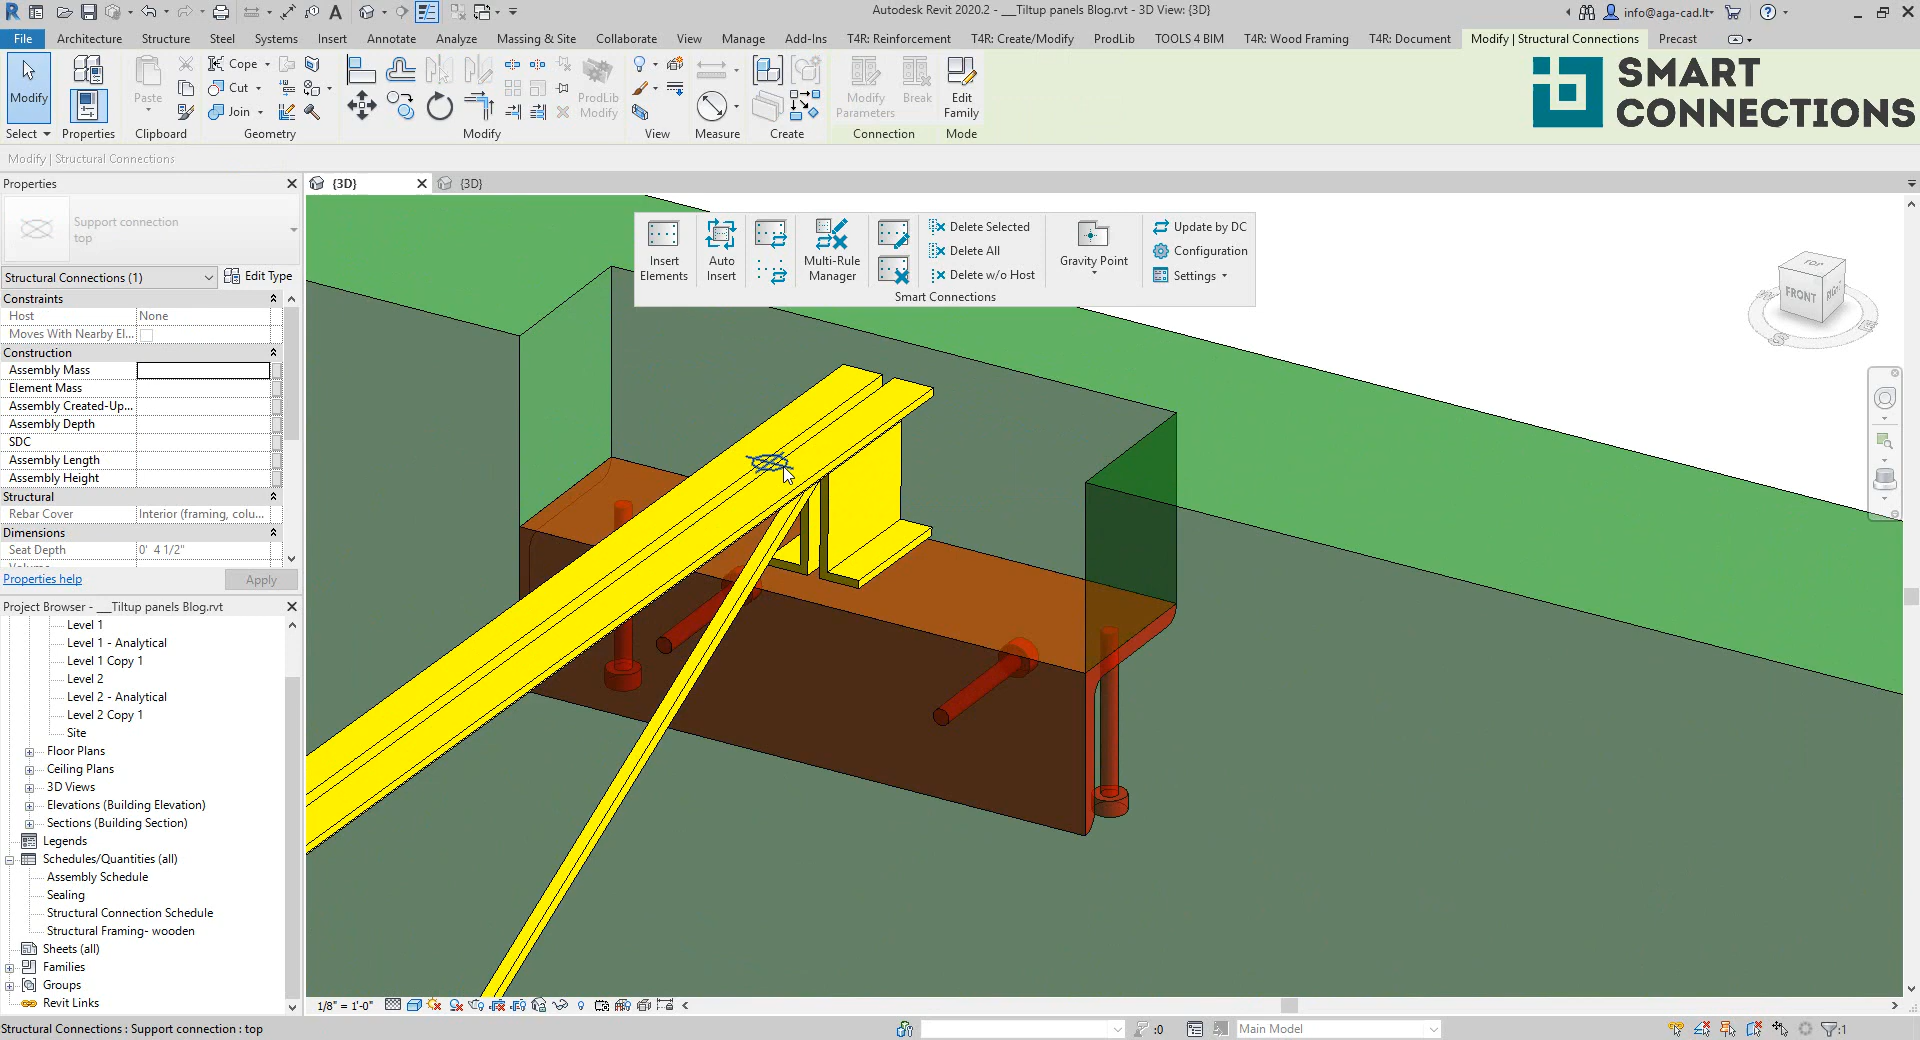 Autodesk Revit 2020.2 - ___Tiltup panels Blog.rvt - 3D View: {3D}
info@aga-cad.lt
File Architecture Structure Steel Systems Insert Annotate Analyze Massing & Site Collaborate View Manage Add-Ins T4R: Reinforcement T4R: Create/Modify ProdLib TOOLS 4 BIM T4R: Wood Framing T4R: Document Modify | Structural Connections Precast
Modify
Select
Properties
Paste
Clipboard
Cope
Cut
Join
Geometry
ProdLib
Modify
Modify
View
Measure
Create
Modify
Parameters
Break
Connection
Edit
Family
Mode
SMART
CONNECTIONS
Modify | Structural Connections
Properties
Support connection
top
Structural Connections (1)
Edit Type
Constraints
Host None
Moves With Nearby El...
Construction
Assembly Mass
Element Mass
Assembly Created-Up...
Assembly Depth
SDC
Assembly Length
Assembly Height
Structural
Rebar Cover Interior (framing, colu...
Dimensions
Seat Depth 0' 4 1/2"
Properties help
Apply
Project Browser - ___Tiltup panels Blog.rvt
Level 1
Level 1 - Analytical
Level 1 Copy 1
Level 2
Level 2 - Analytical
Level 2 Copy 1
Site
Floor Plans
Ceiling Plans
3D Views
Elevations (Building Elevation)
Sections (Building Section)
Legends
Schedules/Quantities (all)
Assembly Schedule
Sealing
Structural Connection Schedule
Structural Framing- wooden
Sheets (all)
Families
Groups
Revit Links
{3D}
{3D}
Insert
Elements
Auto
Insert
Multi-Rule
Manager
Delete Selected
Delete All
Delete w/o Host
Gravity Point
Update by DC
Configuration
Settings
Smart Connections
TOP
FRONT
RIGHT
1/8" = 1'-0"
Structural Connections : Support connection : top
:0
Main Model
:1